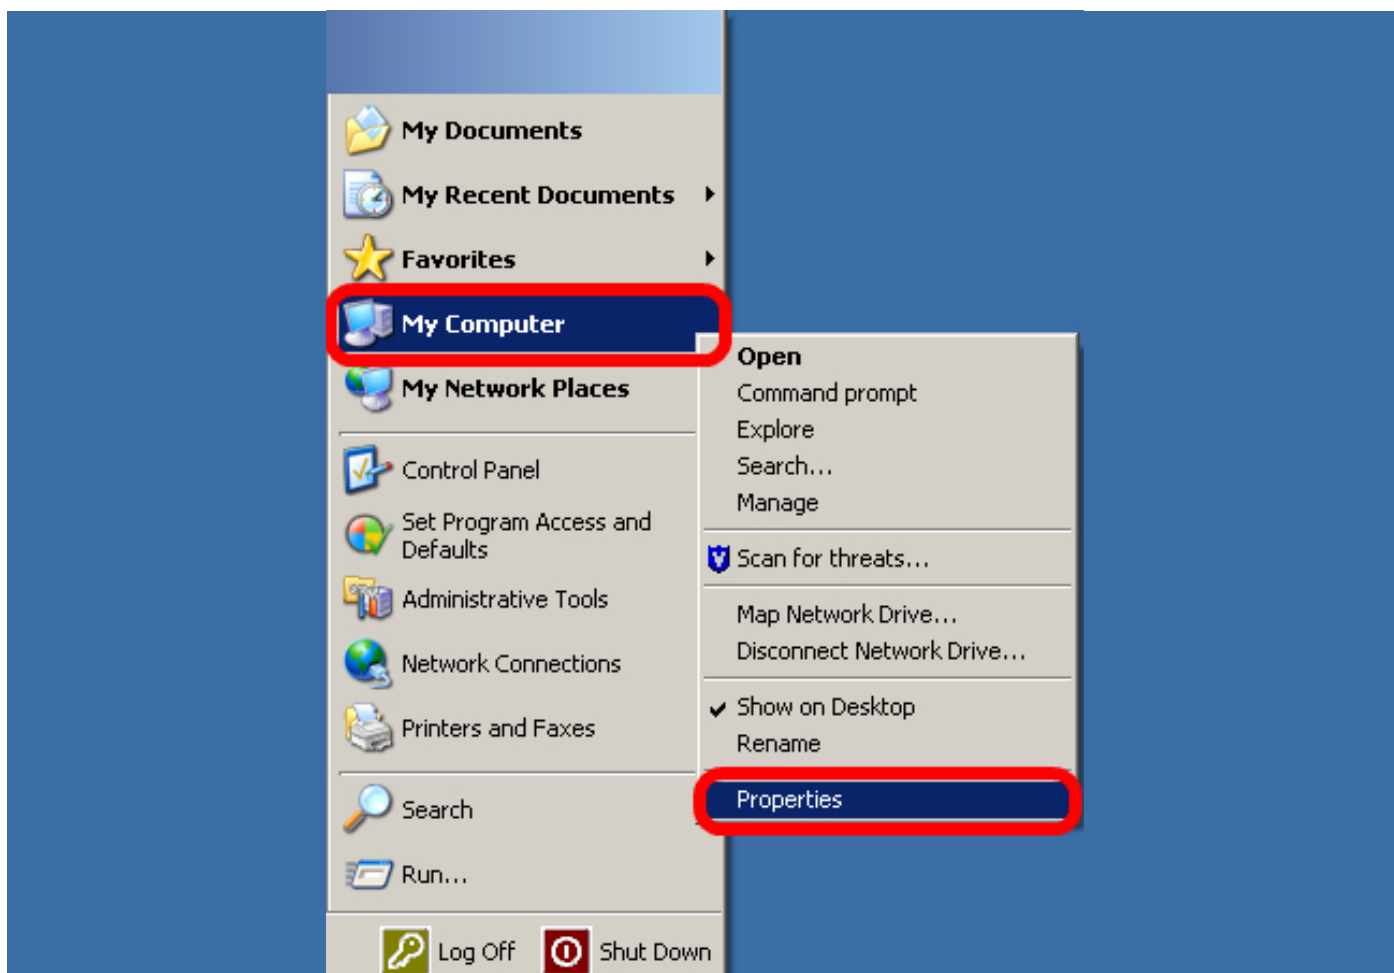 My Documents
My Recent Documents
Favorites
My Computer
My Network Places
Control Panel
Set Program Access and
Defaults
Administrative Tools
Network Connections
Printers and Faxes
Search
Run...
Log Off
Shut Down
Open
Command prompt
Explore
Search...
Manage
Scan for threats...
Map Network Drive...
Disconnect Network Drive...
Show on Desktop
Rename
Properties